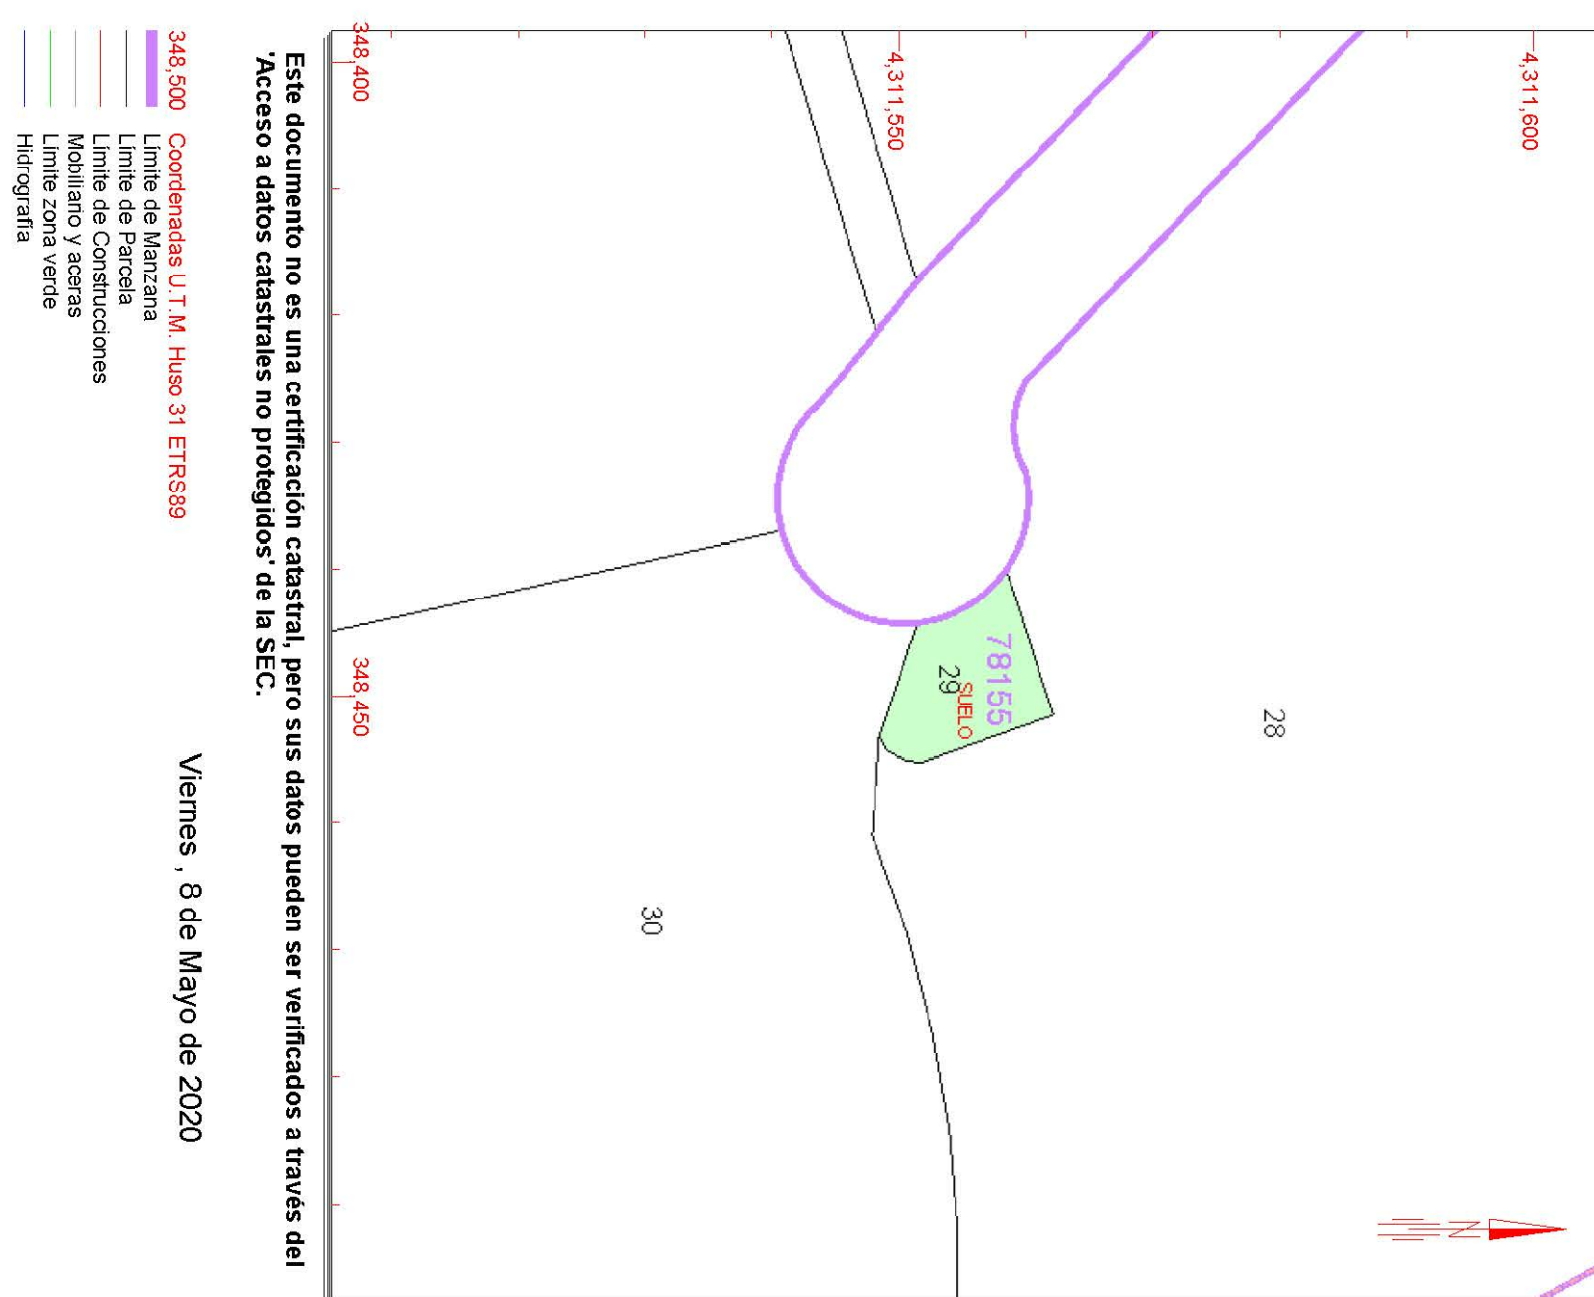 4,311,600
4,311,550
28
78155
SUELO
29
30
348,400
348,450
Este documento no es una certificación catastral, pero sus datos pueden ser verificados a través del
'Acceso a datos catastrales no protegidos' de la SEC.
348,500 Coordenadas U.T.M. Huso 31 ETRS89
Límite de Manzana
Límite de Parcela
Límite de Construcciones
Mobiliario y aceras
Límite zona verde
Hidrografía
Viernes , 8 de Mayo de 2020
N